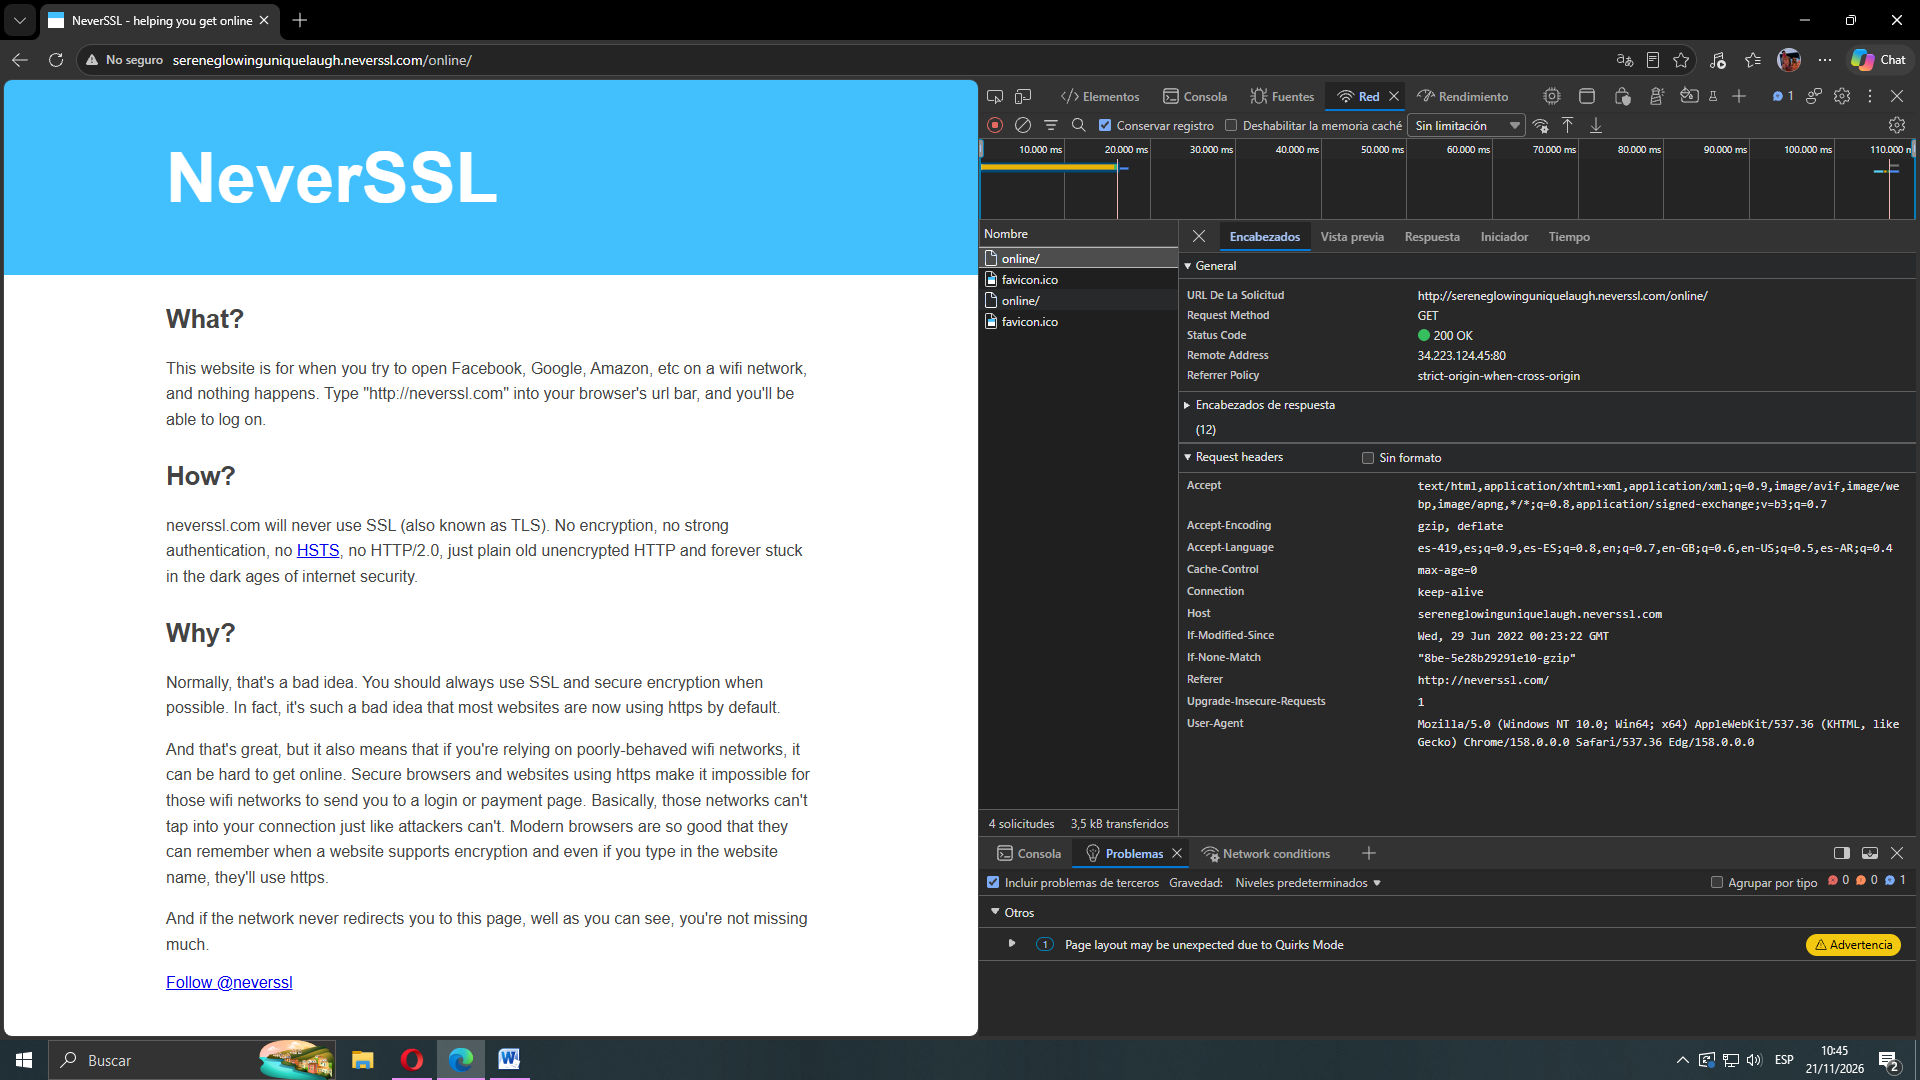 NeverSSL - helping you get online
No seguro sereneglowinguniquelaugh.neverssl.com/online/
Chat
NeverSSL
What?
This website is for when you try to open Facebook, Google, Amazon, etc on a wifi network,
and nothing happens. Type "http://neverssl.com" into your browser's url bar, and you'll be
able to log on.
How?
neverssl.com will never use SSL (also known as TLS). No encryption, no strong
authentication, no HSTS, no HTTP/2.0, just plain old unencrypted HTTP and forever stuck
in the dark ages of internet security.
Why?
Normally, that's a bad idea. You should always use SSL and secure encryption when
possible. In fact, it's such a bad idea that most websites are now using https by default.
And that's great, but it also means that if you're relying on poorly-behaved wifi networks, it
can be hard to get online. Secure browsers and websites using https make it impossible for
those wifi networks to send you to a login or payment page. Basically, those networks can't
tap into your connection just like attackers can't. Modern browsers are so good that they
can remember when a website supports encryption and even if you type in the website
name, they'll use https.
And if the network never redirects you to this page, well as you can see, you're not missing
much.
Follow @neverssl
Elementos Consola Fuentes Red Rendimiento 1
Conservar registro Deshabilitar la memoria caché Sin limitación
10.000 ms 20.000 ms 30.000 ms 40.000 ms 50.000 ms 60.000 ms 70.000 ms 80.000 ms 90.000 ms 100.000 ms 110.000 m
Nombre
online/
favicon.ico
online/
favicon.ico
4 solicitudes 3,5 kB transferidos
Encabezados Vista previa Respuesta Iniciador Tiempo
General
URL De La Solicitud http://sereneglowinguniquelaugh.neverssl.com/online/
Request Method GET
Status Code 200 OK
Remote Address 34.223.124.45:80
Referrer Policy strict-origin-when-cross-origin
Encabezados de respuesta
(12)
Request headers Sin formato
Accept text/html,application/xhtml+xml,application/xml;q=0.9,image/avif,image/we
bp,image/apng,*/*;q=0.8,application/signed-exchange;v=b3;q=0.7
Accept-Encoding gzip, deflate
Accept-Language es-419,es;q=0.9,es-ES;q=0.8,en;q=0.7,en-GB;q=0.6,en-US;q=0.5,es-AR;q=0.4
Cache-Control max-age=0
Connection keep-alive
Host sereneglowinguniquelaugh.neverssl.com
If-Modified-Since Wed, 29 Jun 2022 00:23:22 GMT
If-None-Match "8be-5e28b29291e10-gzip"
Referer http://neverssl.com/
Upgrade-Insecure-Requests 1
User-Agent Mozilla/5.0 (Windows NT 10.0; Win64; x64) AppleWebKit/537.36 (KHTML, like
Gecko) Chrome/158.0.0.0 Safari/537.36 Edg/158.0.0.0
Consola Problemas Network conditions
Incluir problemas de terceros Gravedad: Niveles predeterminados Agrupar por tipo 0 0 1
Otros
1 Page layout may be unexpected due to Quirks Mode Advertencia
Buscar
ESP
10:45
21/11/2026
2